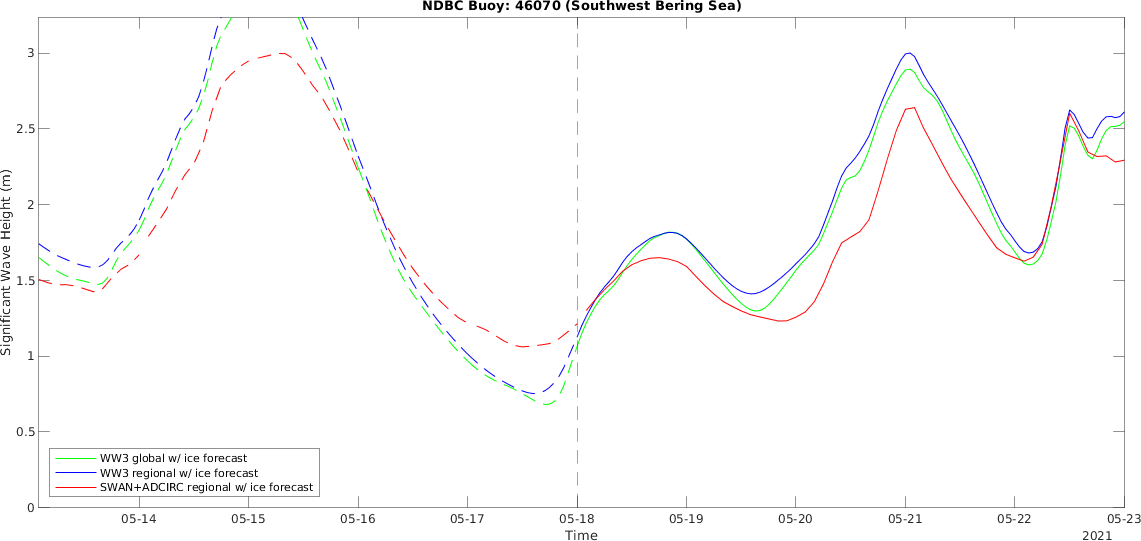 NDBC Buoy: 46070 (Southwest Bering Sea)
3
2.5
2
1.5
1
0.5
0
Significant Wave Height (m)
WW3 global w/ ice forecast
WW3 regional w/ ice forecast
SWAN+ADCIRC regional w/ ice forecast
05-14 05-15 05-16 05-17 05-18 05-19 05-20 05-21 05-22 05-23
Time
2021